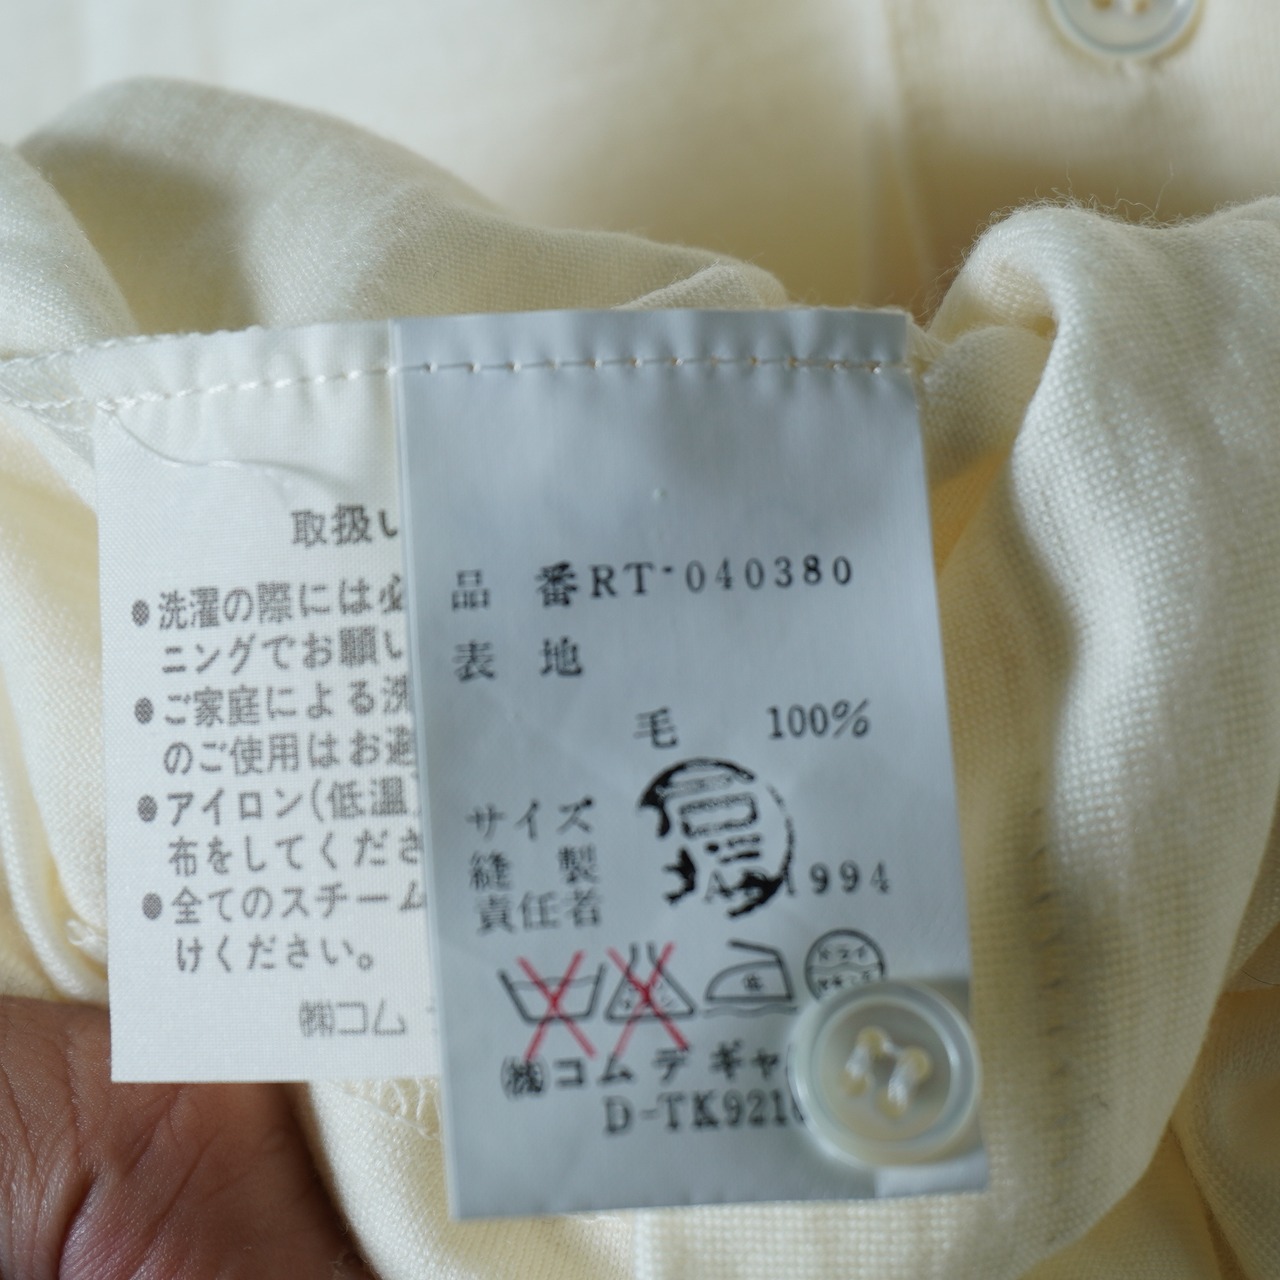 取扱い
●洗濯の際には必
ニングでお願い
●ご家庭による洗
のご使用はお避
●アイロン(低温)
布をしてくださ
●全てのスチーム
けください。
㈱コム
品 番RT-040380
表 地
毛 100%
サイズ
縫 製
責任者
AD1994
㈱コムデギャ
D-TK921